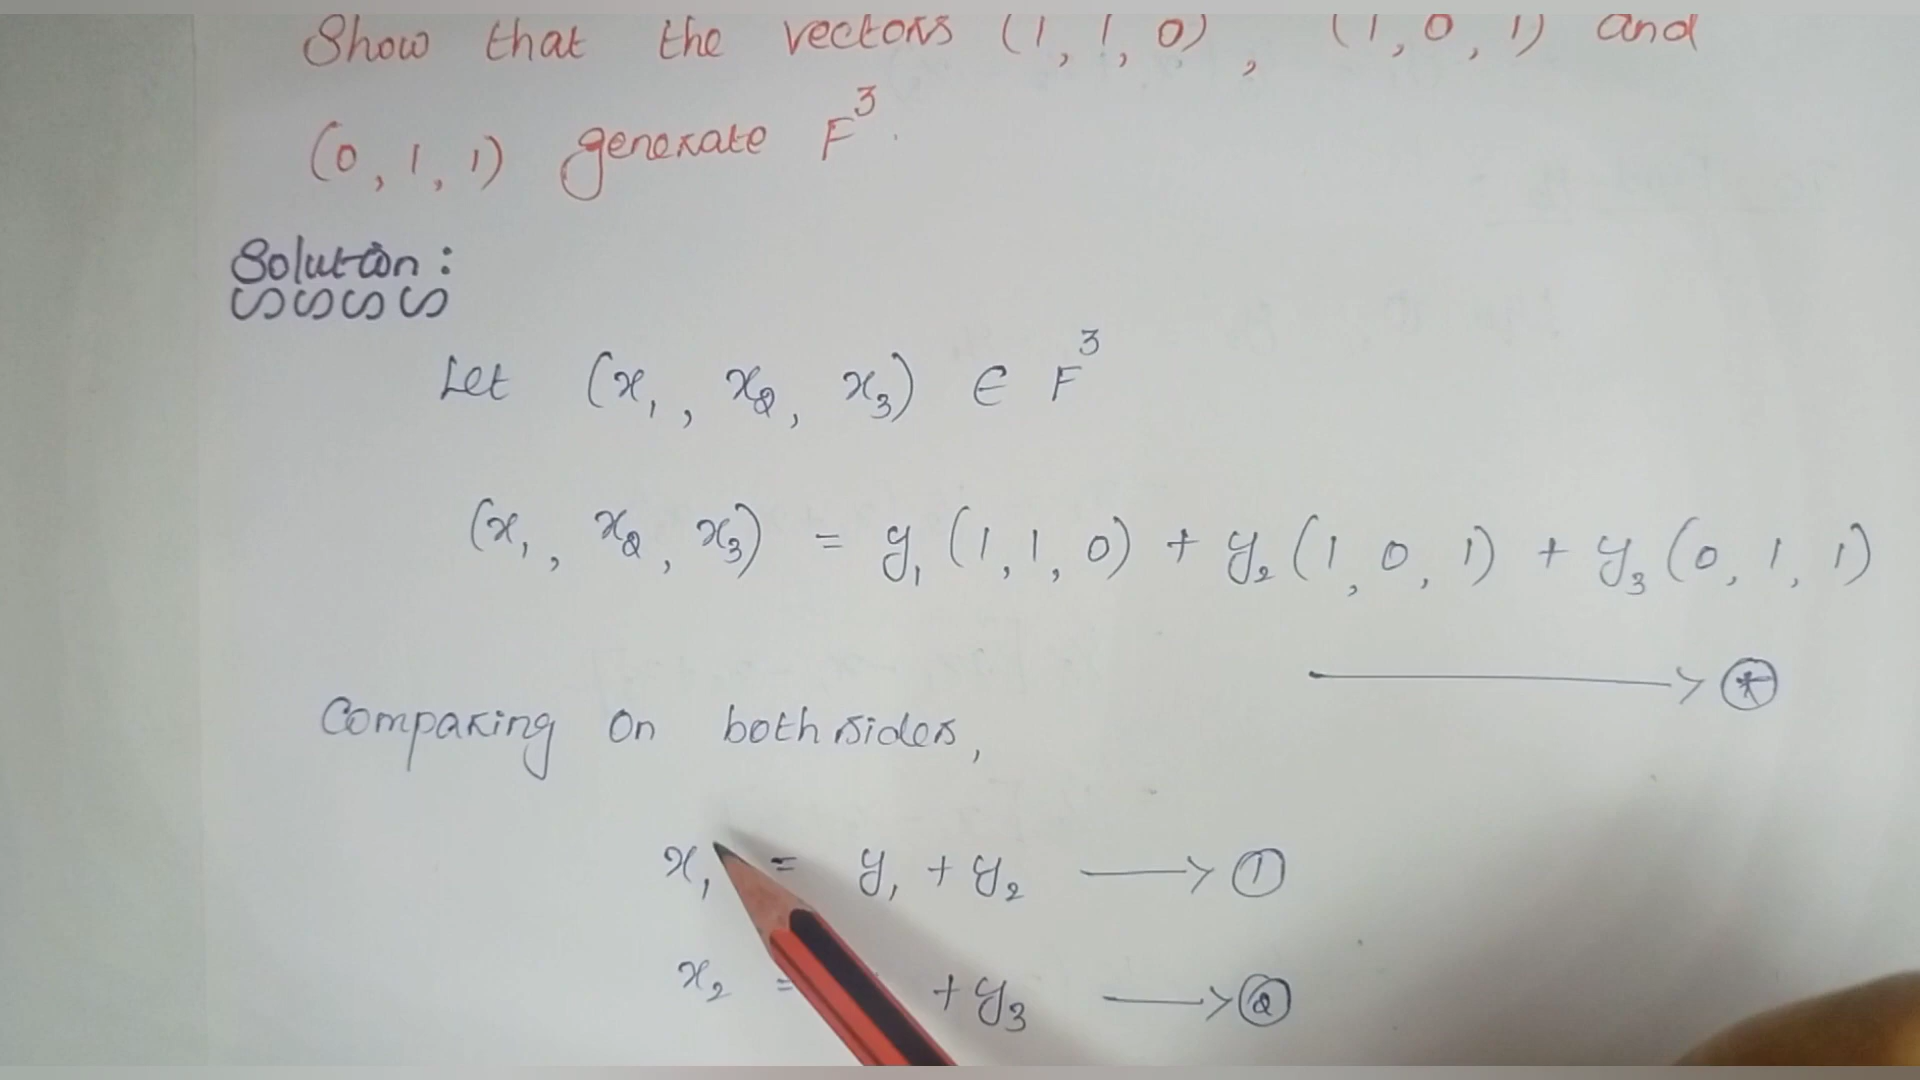 Show that the vectors (1, 1, 0), (1, 0, 1) and
(0, 1, 1) generate F³.
Solution:
Let (x₁, x₂, x₃) ∈ F³
(x₁, x₂, x₃) = y₁(1, 1, 0) + y₂(1, 0, 1) + y₃(0, 1, 1)
⟶ ⊛
Comparing on both sides,
x₁ = y₁ + y₂ ⟶ ①
x₂ = + y₃ ⟶ ②